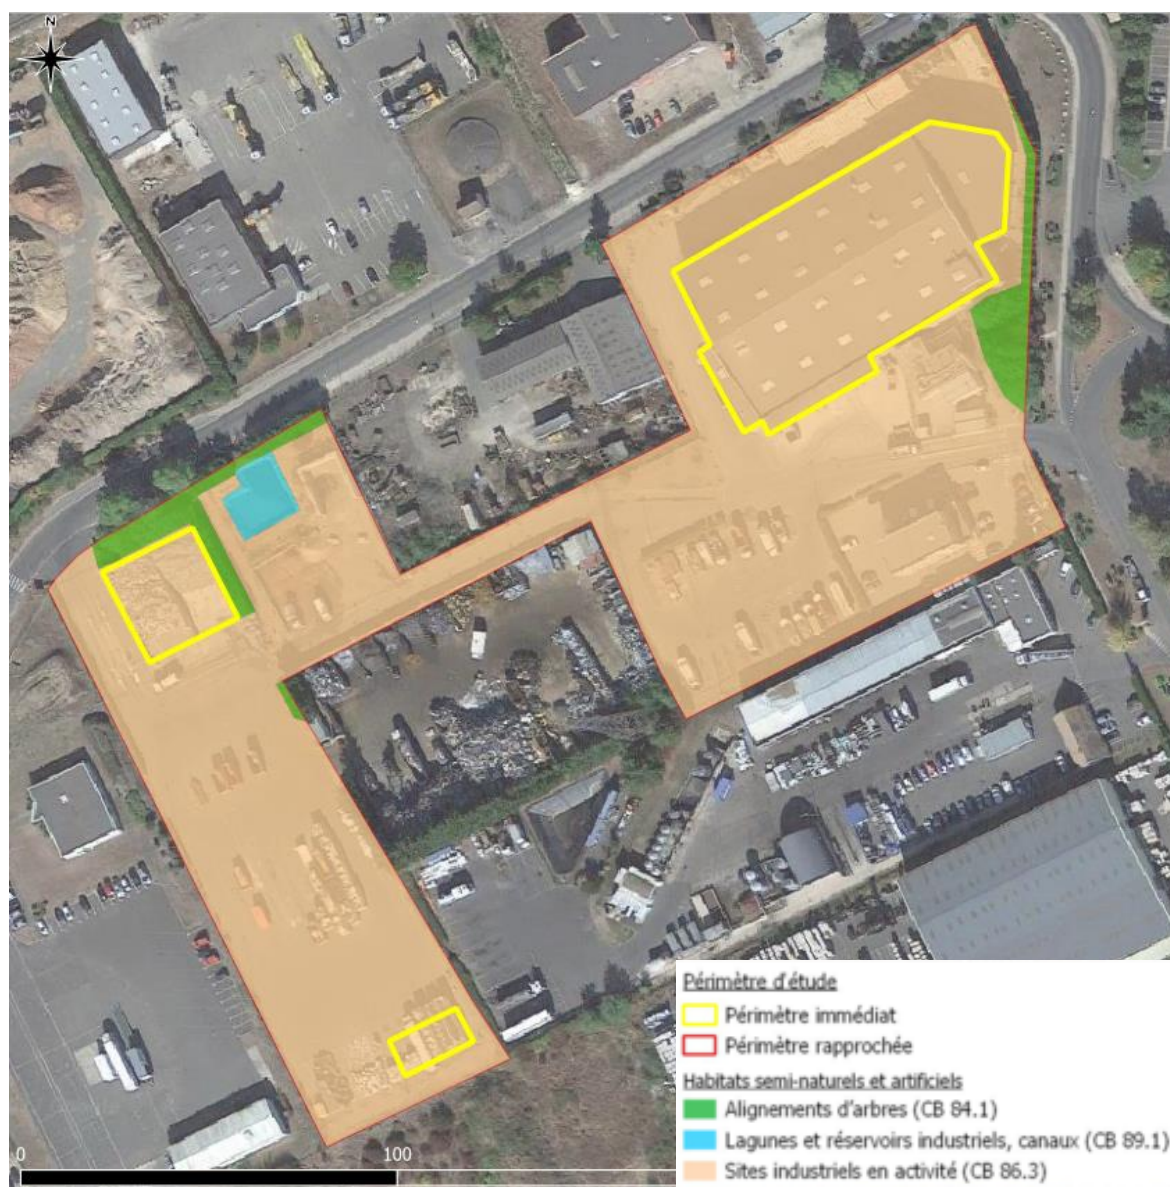 N
0
100
Périmètre d'étude
Périmètre immédiat
Périmètre rapprochée
Habitats semi-naturels et artificiels
Alignements d'arbres (CB 84.1)
Lagunes et réservoirs industriels, canaux (CB 89.1)
Sites industriels en activité (CB 86.3)